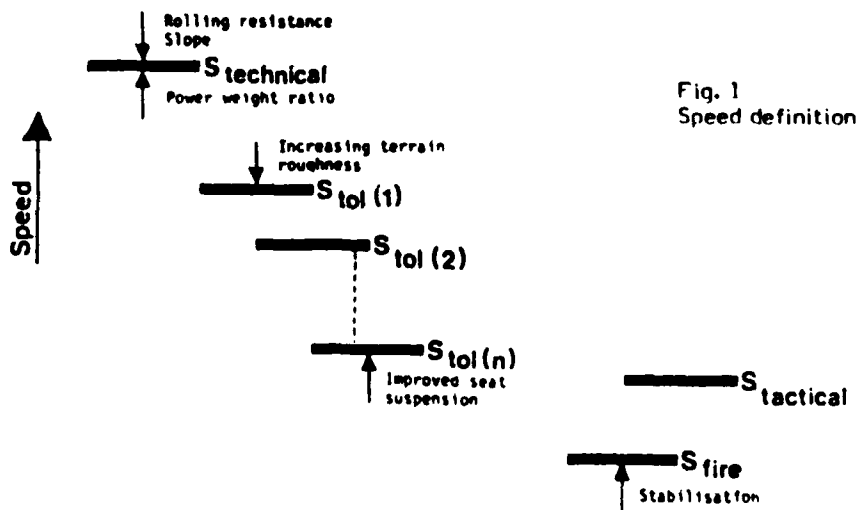 Rolling resistance
Slope
S technical
Power weight ratio
Fig. 1
Speed definition
Speed
Increasing terrain
roughness
S tol (1)
S tol (2)
S tol (n)
Improved seat
suspension
S tactical
S fire
Stabilisation